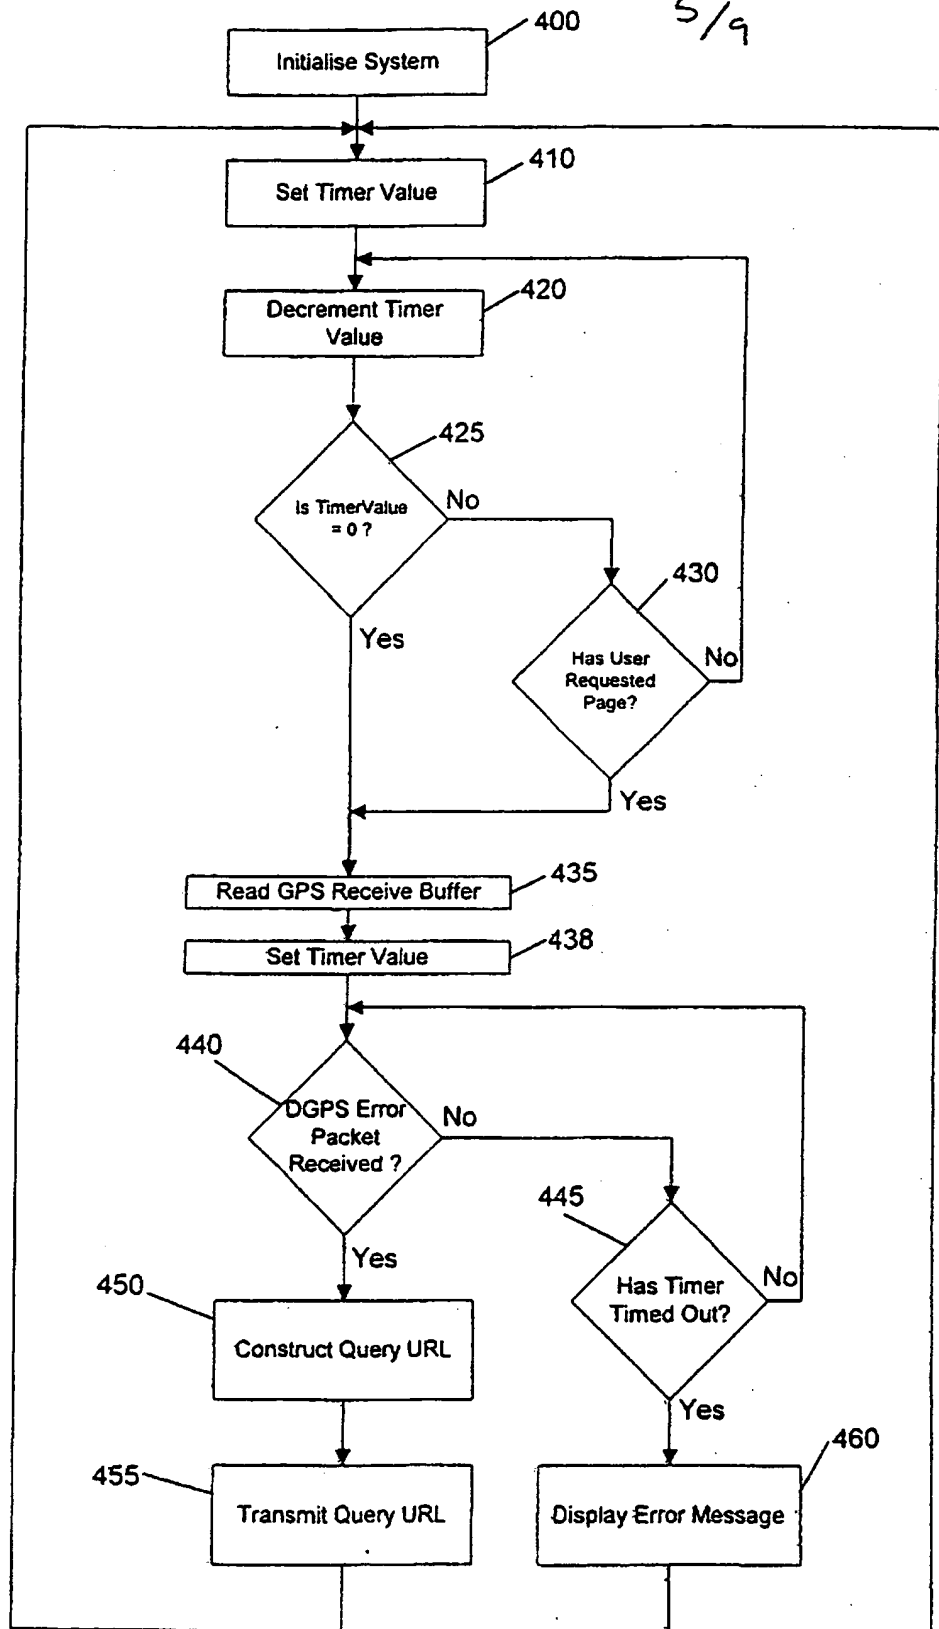 5/9
400
Initialise System
410
Set Timer Value
420
Decrement Timer
Value
425
Is TimerValue
= 0 ?
No
430
Yes
Has User
Requested
Page?
No
Yes
435
Read GPS Receive Buffer
438
Set Timer Value
440
DGPS Error
Packet
Received ?
No
445
Yes
Has Timer
Timed Out?
No
450
Construct Query URL
Yes
460
455
Transmit Query URL
Display Error Message